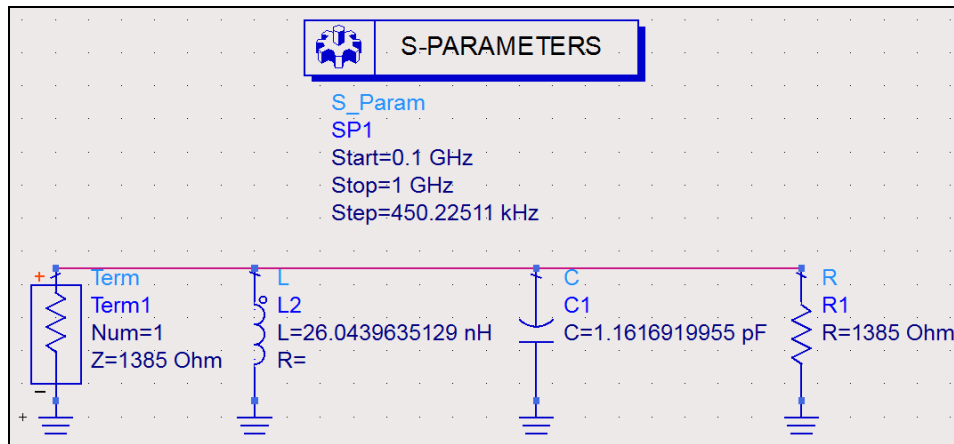 S-PARAMETERS
S_Param
SP1
Start=0.1 GHz
Stop=1 GHz
Step=450.22511 kHz
+ Term
Term1
Num=1
Z=1385 Ohm
−
+
L
L2
L=26.0439635129 nH
R=
C
C1
C=1.1616919955 pF
R
R1
R=1385 Ohm